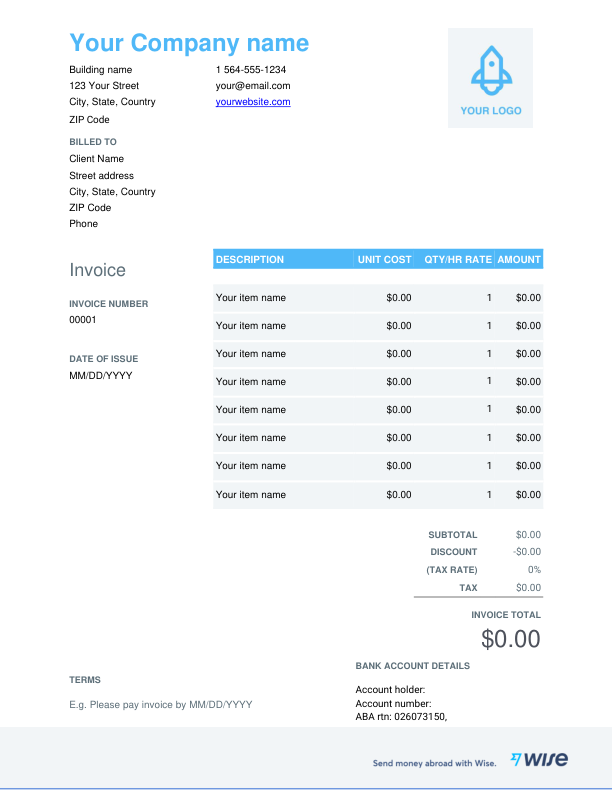 Your Company name
Building name 1 564-555-1234
123 Your Street your@email.com
City, State, Country yourwebsite.com
ZIP Code
YOUR LOGO
BILLED TO
Client Name
Street address
City, State, Country
ZIP Code
Phone
Invoice
INVOICE NUMBER
00001
DATE OF ISSUE
MM/DD/YYYY
DESCRIPTION UNIT COST QTY/HR RATE AMOUNT
Your item name $0.00 1 $0.00
Your item name $0.00 1 $0.00
Your item name $0.00 1 $0.00
Your item name $0.00 1 $0.00
Your item name $0.00 1 $0.00
Your item name $0.00 1 $0.00
Your item name $0.00 1 $0.00
Your item name $0.00 1 $0.00
SUBTOTAL $0.00
DISCOUNT -$0.00
(TAX RATE) 0%
TAX $0.00
INVOICE TOTAL
$0.00
TERMS
E.g. Please pay invoice by MM/DD/YYYY
BANK ACCOUNT DETAILS
Account holder:
Account number:
ABA rtn: 026073150,
Send money abroad with Wise. WISE